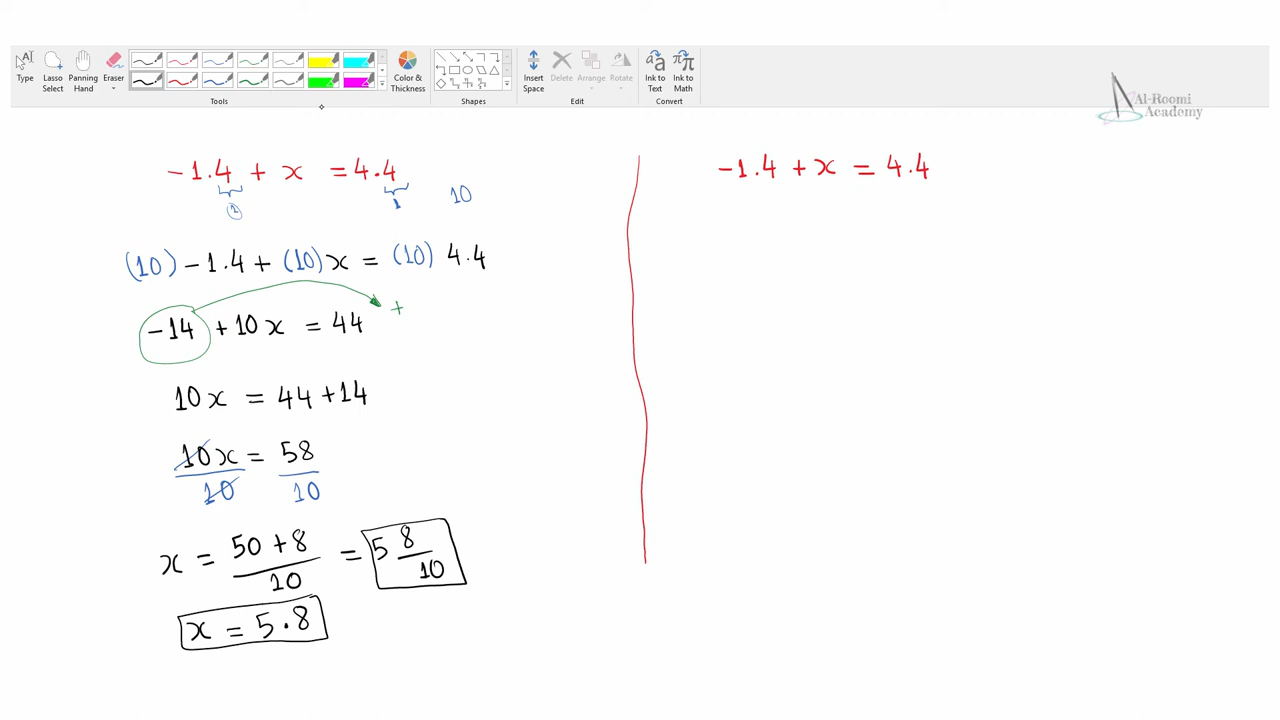 Type
Lasso Select
Panning Hand
Eraser
Color & Thickness
Insert Space
Delete
Arrange
Rotate
Ink to Text
Ink to Math
Tools
Shapes
Edit
Convert
Al-Roomi Academy
-1.4 + x = 4.4
1 1 10
(10) -1.4 + (10) x = (10) 4.4
-14 + 10x = 44 +
10x = 44 + 14
10x/10 = 58/10
x = (50 + 8)/10 = 5 8/10
x = 5.8
-1.4 + x = 4.4